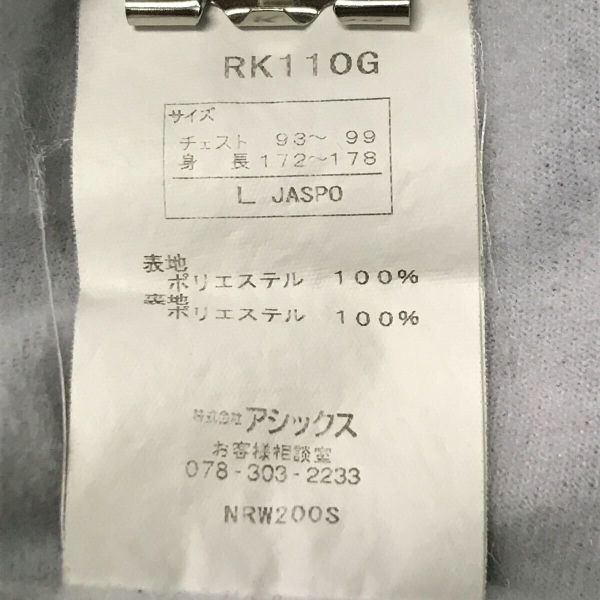 RK110G
サイズ
チェスト 93～ 99
身 長 172～178
L JASPO
表地
ポリエステル 100%
裏地
ポリエステル 100%
株式会社 アシックス
お客様相談室
078-303-2233
NRW200S